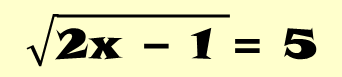 √2x − 1 = 5